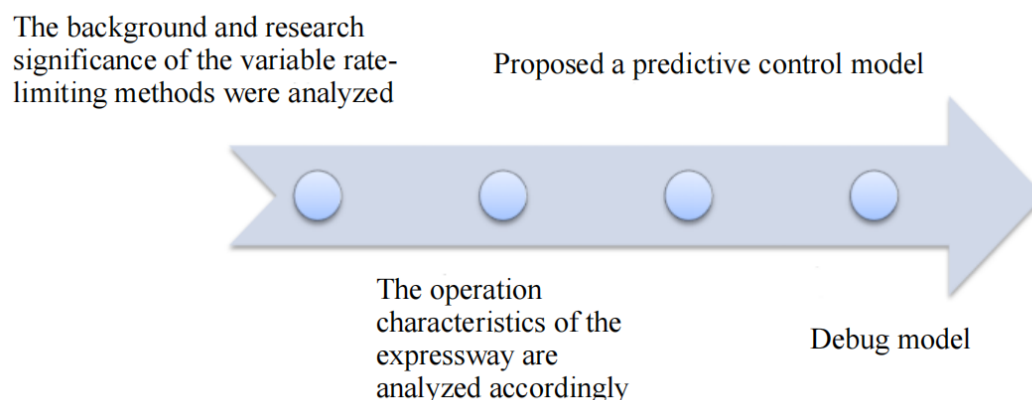 The background and research
significance of the variable rate-
limiting methods were analyzed
Proposed a predictive control model
The operation
characteristics of the
expressway are
analyzed accordingly
Debug model